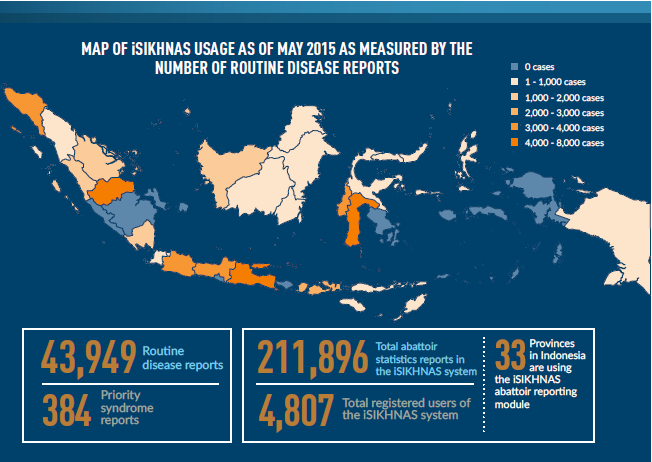 MAP OF iSIKHNAS USAGE AS OF MAY 2015 AS MEASURED BY THE
NUMBER OF ROUTINE DISEASE REPORTS
0 cases
1 - 1,000 cases
1,000 - 2,000 cases
2,000 - 3,000 cases
3,000 - 4,000 cases
4,000 - 8,000 cases
43,949
Routine
disease reports
384
Priority
syndrome
reports
211,896
Total abattoir
statistics reports in
the iSIKHNAS system
4,807
Total registered users of
the iSIKHNAS system
33
Provinces
in Indonesia
are using
the iSIKHNAS
abattoir reporting
module